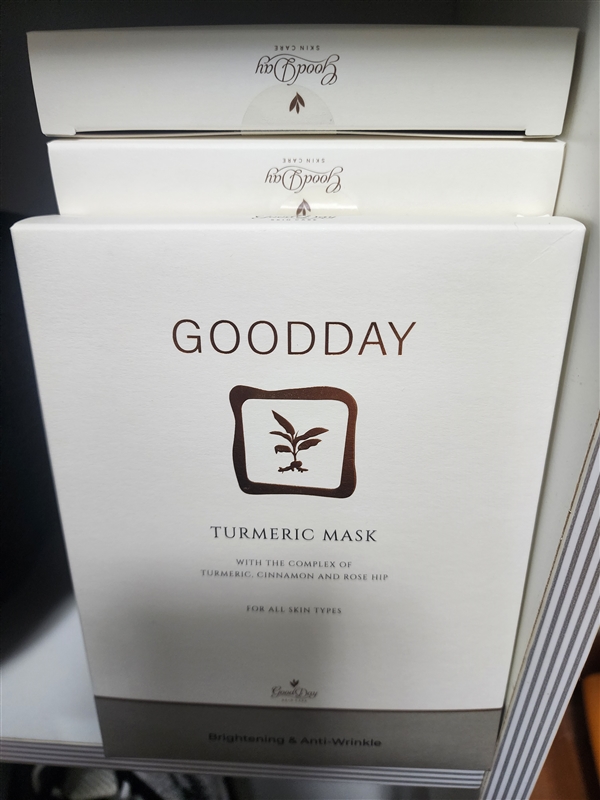 GoodDay
SKIN CARE
GoodDay
SKIN CARE
GOODDAY
TURMERIC MASK
WITH THE COMPLEX OF
TURMERIC, CINNAMON AND ROSE HIP
FOR ALL SKIN TYPES
GoodDay
Brightening & Anti-Wrinkle